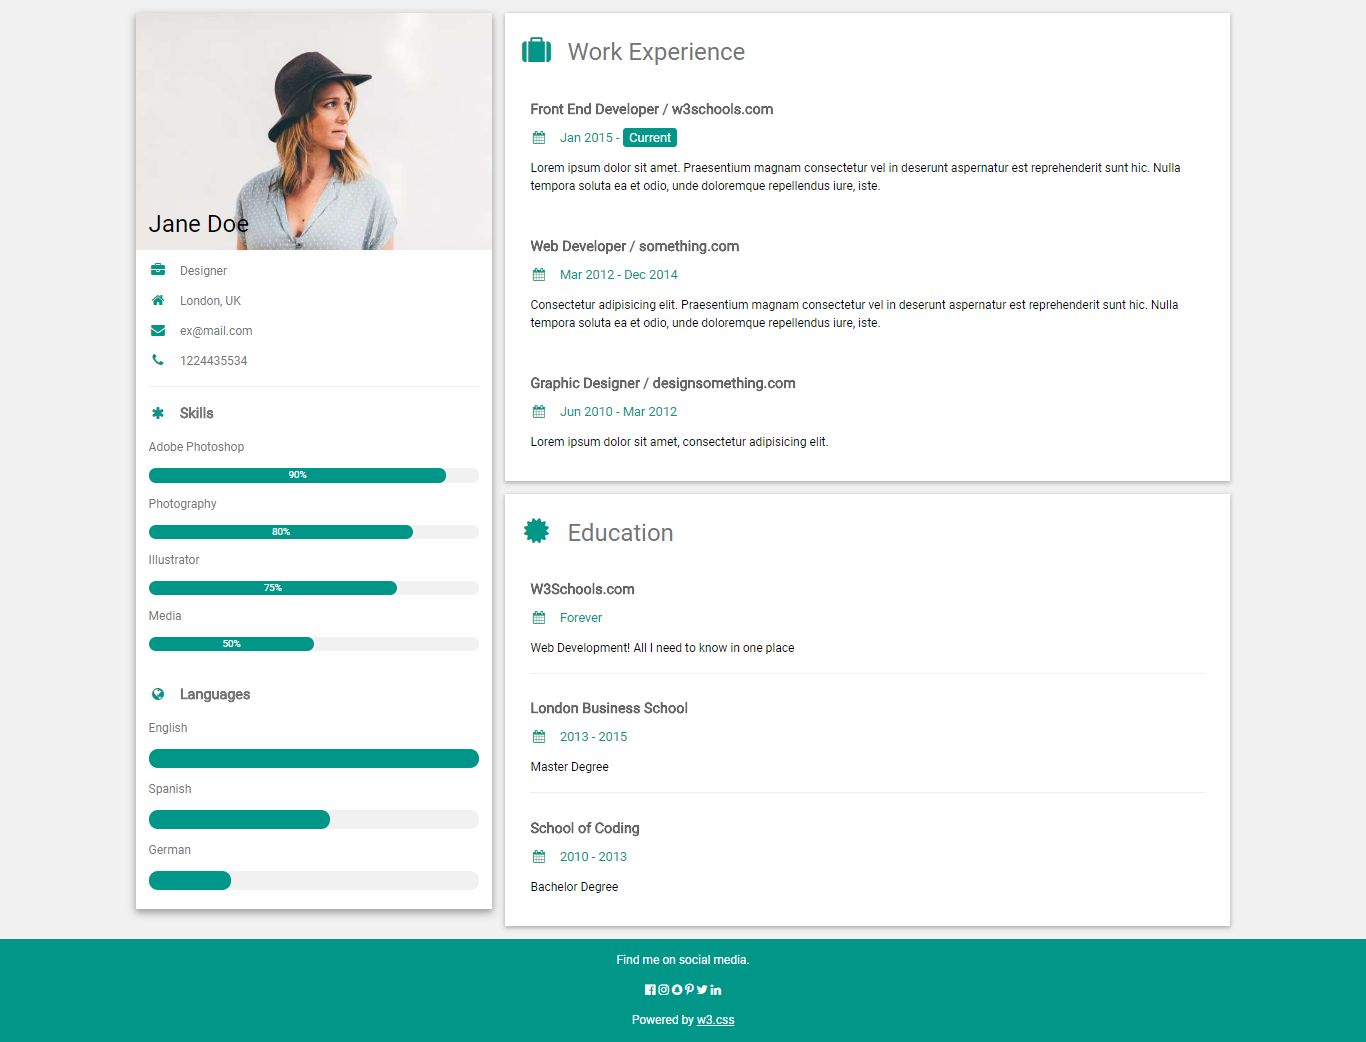 Jane Doe
Designer
London, UK
ex@mail.com
1224435534
Skills
Adobe Photoshop
90%
Photography
80%
Illustrator
75%
Media
50%
Languages
English
Spanish
German
Work Experience
Front End Developer / w3schools.com
Jan 2015 - Current
Lorem ipsum dolor sit amet. Praesentium magnam consectetur vel in deserunt aspernatur est reprehenderit sunt hic. Nulla
tempora soluta ea et odio, unde doloremque repellendus iure, iste.
Web Developer / something.com
Mar 2012 - Dec 2014
Consectetur adipisicing elit. Praesentium magnam consectetur vel in deserunt aspernatur est reprehenderit sunt hic. Nulla
tempora soluta ea et odio, unde doloremque repellendus iure, iste.
Graphic Designer / designsomething.com
Jun 2010 - Mar 2012
Lorem ipsum dolor sit amet, consectetur adipisicing elit.
Education
W3Schools.com
Forever
Web Development! All I need to know in one place
London Business School
2013 - 2015
Master Degree
School of Coding
2010 - 2013
Bachelor Degree
Find me on social media.
Powered by w3.css